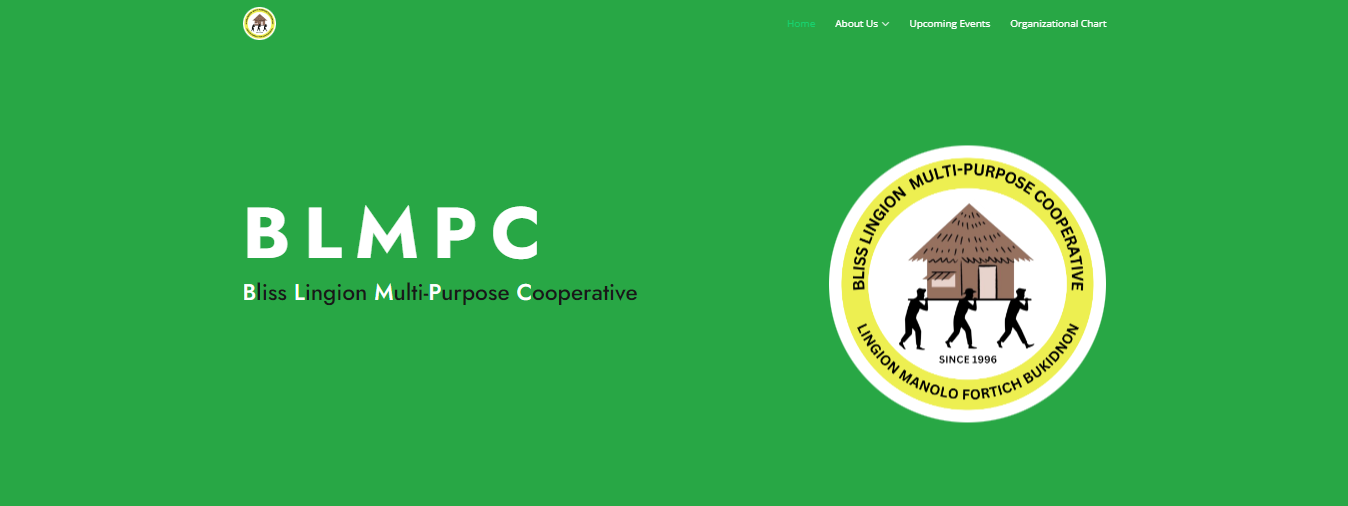 Home
About Us
Upcoming Events
Organizational Chart
BLMPC
Bliss Lingion Multi-Purpose Cooperative
BLISS LINGION MULTI-PURPOSE COOPERATIVE
SINCE 1996
LINGION MANOLO FORTICH BUKIDNON